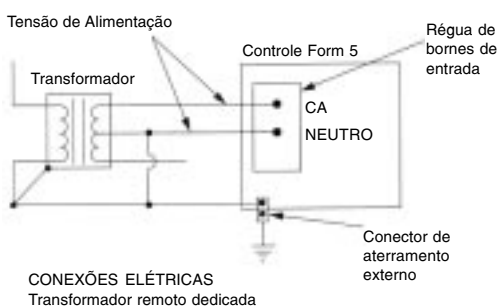 Tensão de Alimentação
Régua de
bornes de
entrada
Controle Form 5
Transformador
CA
NEUTRO
Conector de
aterramento
externo
CONEXÕES ELÉTRICAS
Transformador remoto dedicada